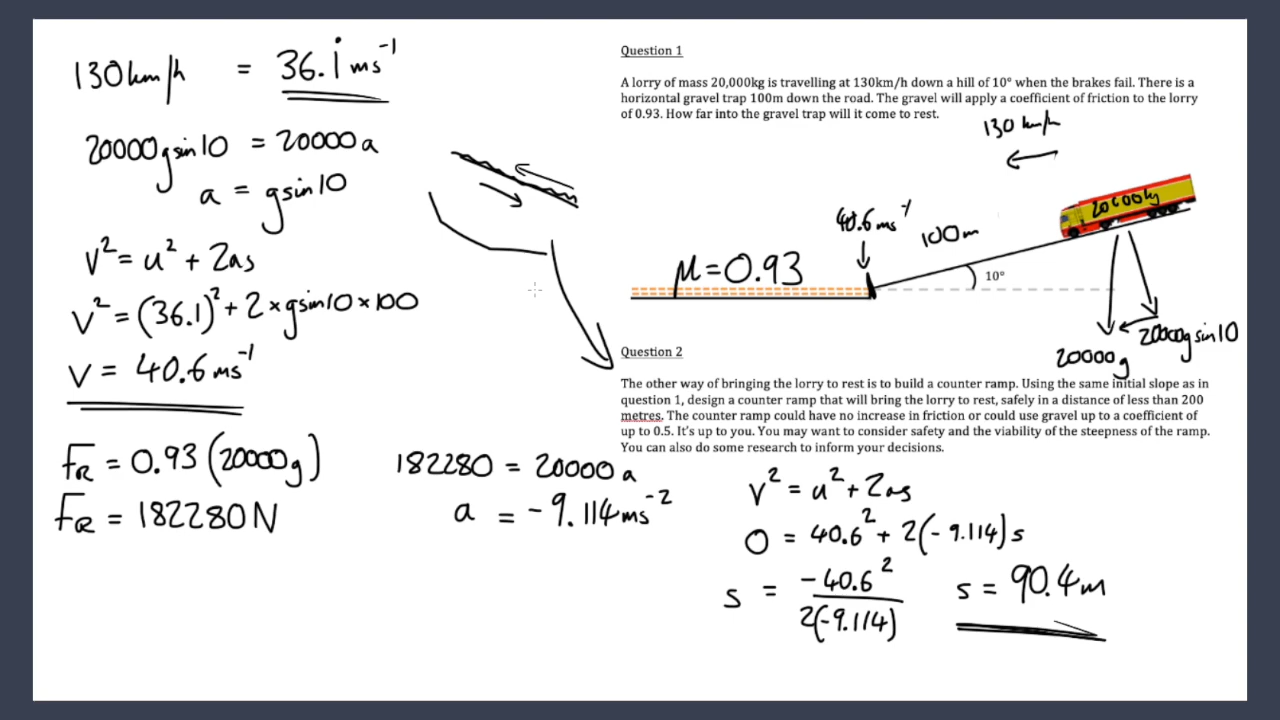 130km/h = 36.1̇ ms⁻¹
20000gsin10 = 20000a
a = gsin10
v² = u² + 2as
v² = (36.1)² + 2 × gsin10 × 100
v = 40.6 ms⁻¹
F_R = 0.93 (20000g)
F_R = 182280N
182280 = 20000a
a = -9.114ms⁻²
Question 1
A lorry of mass 20,000kg is travelling at 130km/h down a hill of 10° when the brakes fail. There is a
horizontal gravel trap 100m down the road. The gravel will apply a coefficient of friction to the lorry
of 0.93. How far into the gravel trap will it come to rest.
130 km/h
20000kg
40.6ms⁻¹
100m
μ=0.93
10°
20000gsin10
20000g
Question 2
The other way of bringing the lorry to rest is to build a counter ramp. Using the same initial slope as in
question 1, design a counter ramp that will bring the lorry to rest, safely in a distance of less than 200
metres. The counter ramp could have no increase in friction or could use gravel up to a coefficient of
up to 0.5. It's up to you. You may want to consider safety and the viability of the steepness of the ramp.
You can also do some research to inform your decisions.
v² = u² + 2as
0 = 40.6² + 2(-9.114)s
s = -40.6² / 2(-9.114)
s = 90.4m